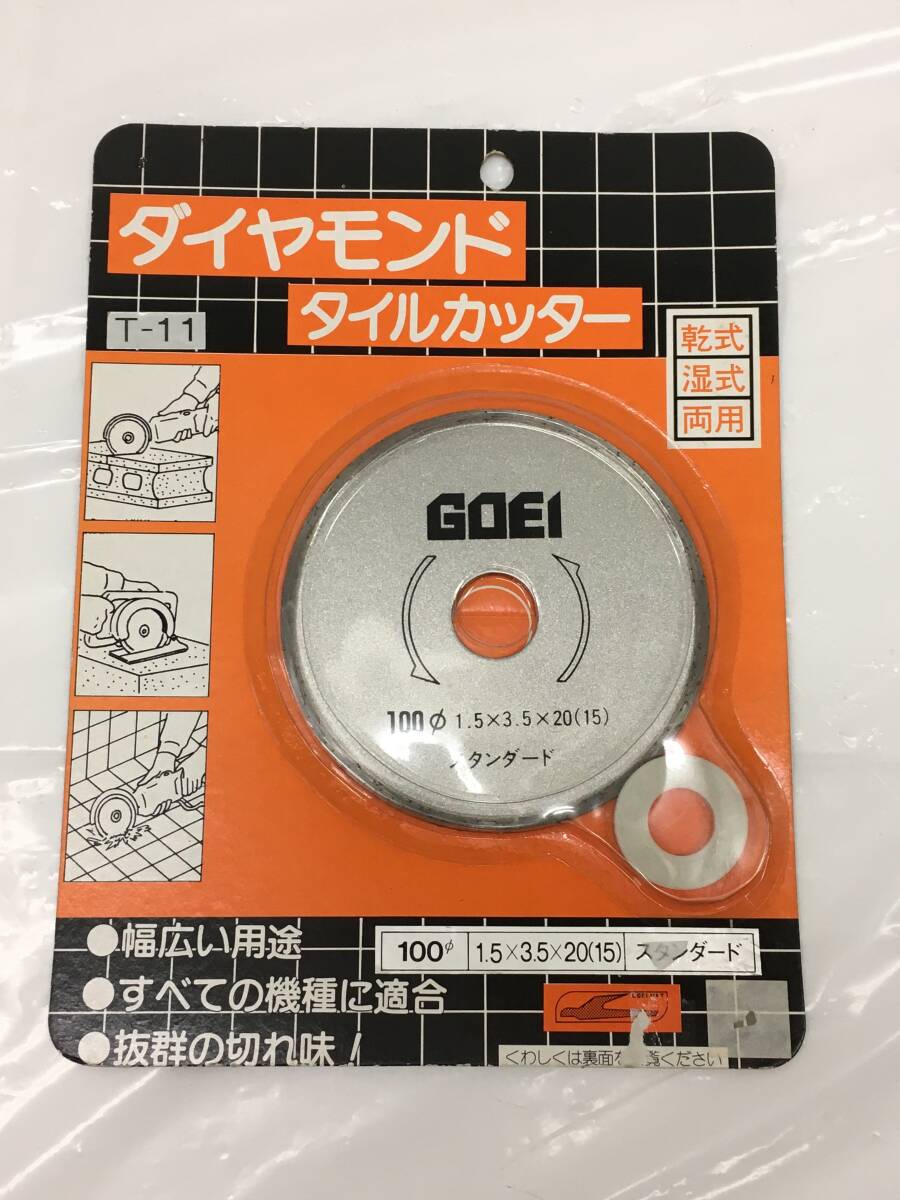 ダイヤモンド
タイルカッター
T-11
乾式
湿式
両用
GOEI
100φ 1.5×3.5×20(15)
スタンダード
●幅広い用途
●すべての機種に適合
●抜群の切れ味!
100φ 1.5×3.5×20(15) スタンダード
くわしくは裏面を 覧ください